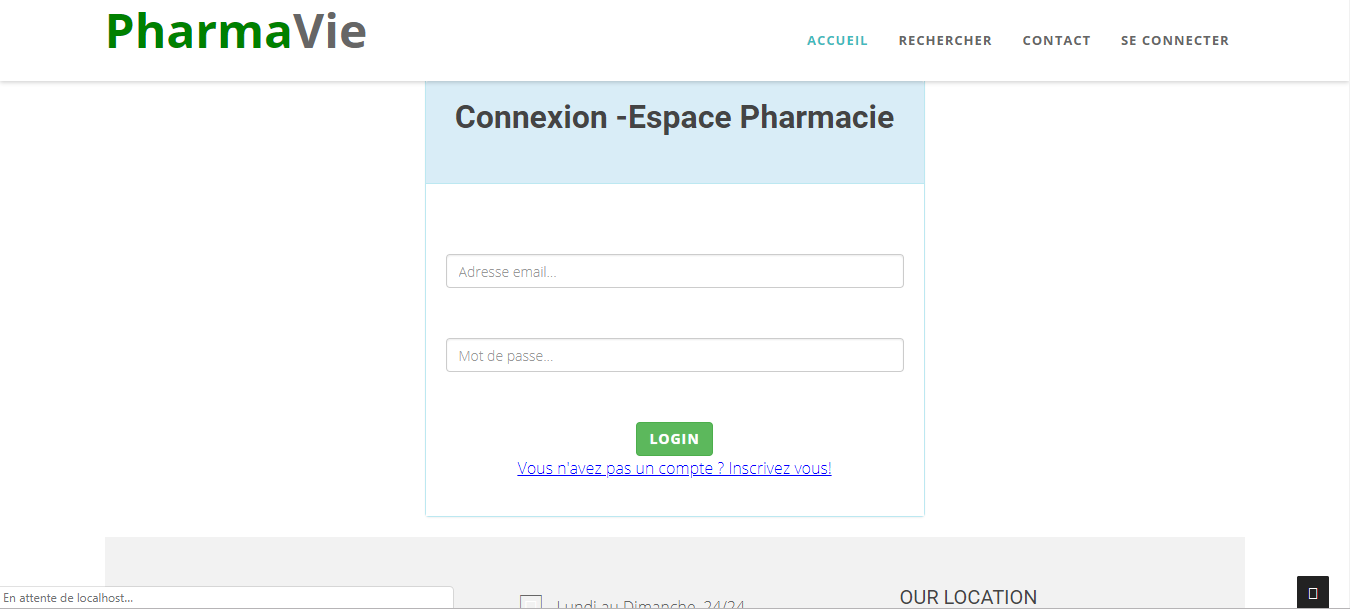 PharmaVie
ACCUEIL RECHERCHER CONTACT SE CONNECTER
Connexion -Espace Pharmacie
Adresse email...
Mot de passe...
LOGIN
Vous n'avez pas un compte ? Inscrivez vous!
OUR LOCATION
En attente de localhost...
Lundi au Dimanche, 24/24